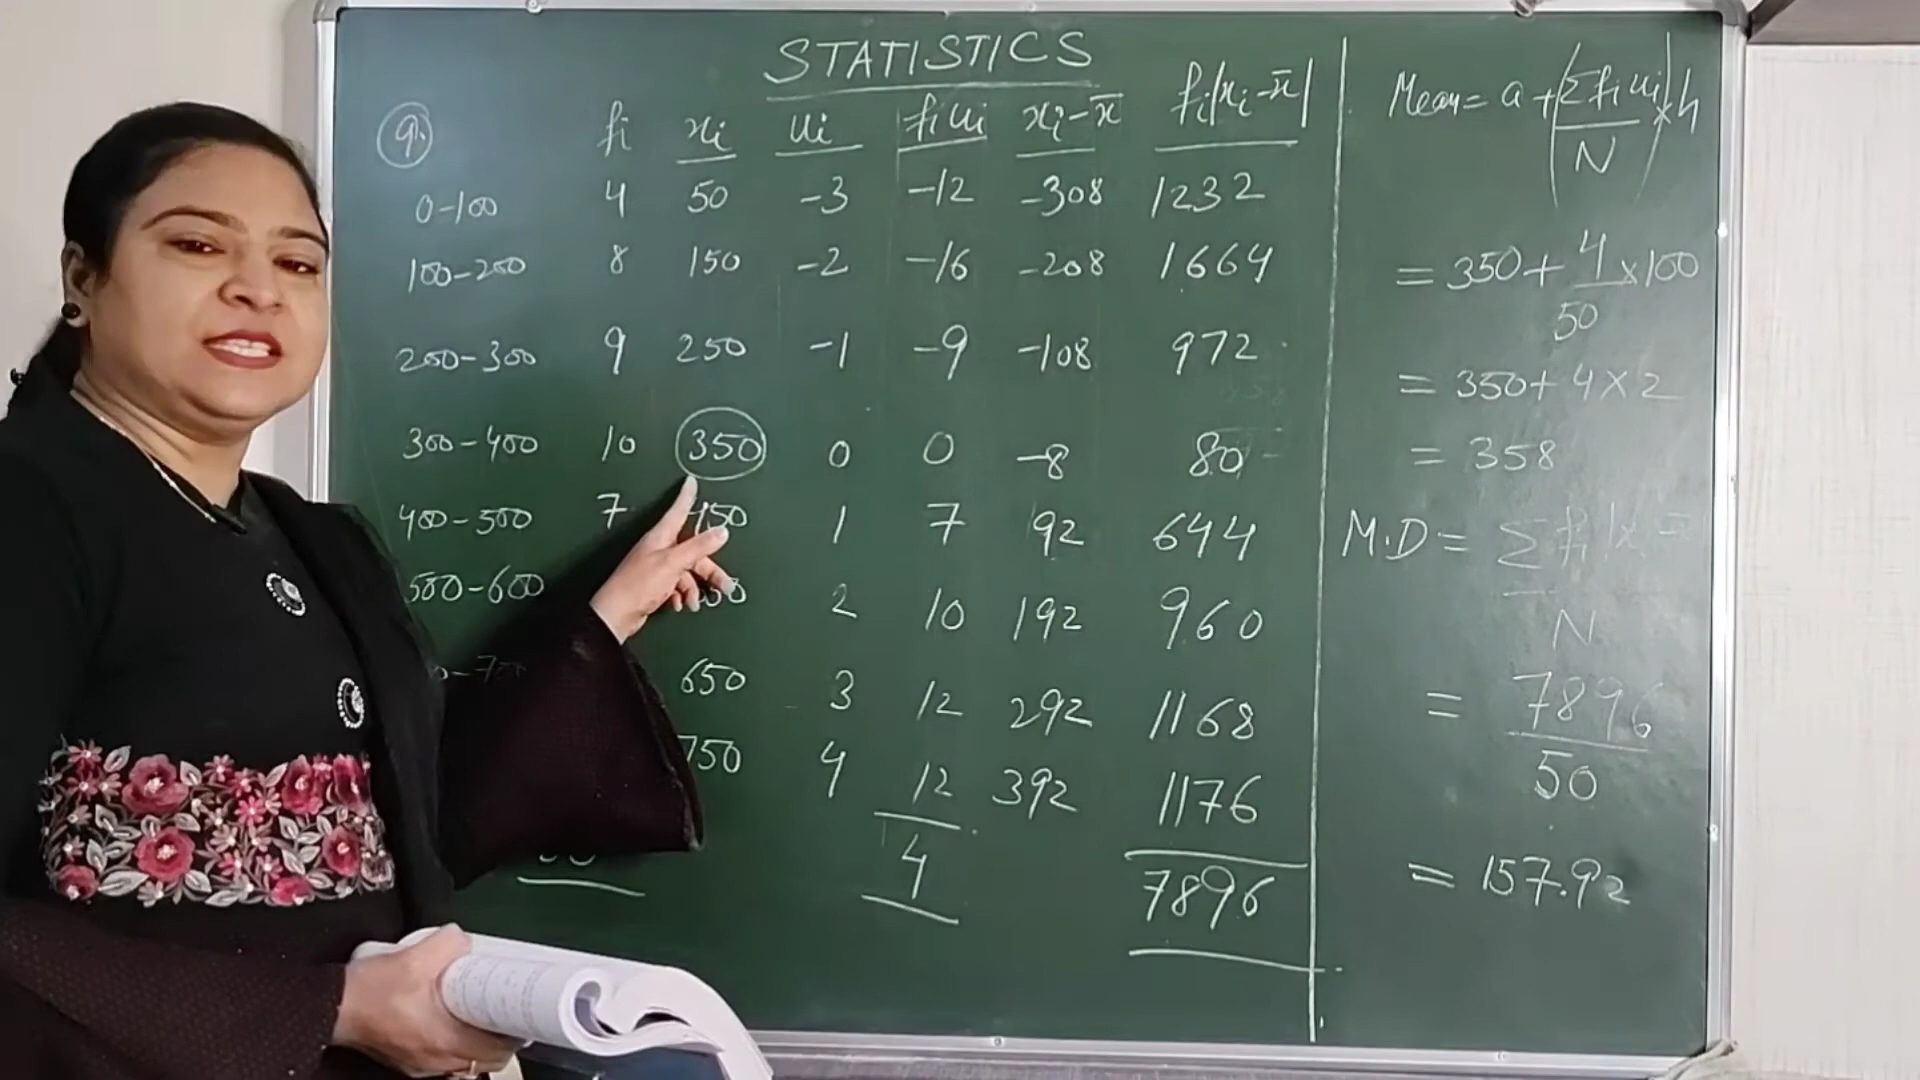 STATISTICS
9. fi xi ui fiui xi-x̄ fi|xi-x̄|
0-100 4 50 -3 -12 -308 1232
100-200 8 150 -2 -16 -208 1664
200-300 9 250 -1 -9 -108 972
300-400 10 350 0 0 -8 80
400-500 7 450 1 7 92 644
500-600 2 10 192 960
650 3 12 292 1168
750 4 12 392 1176
4 7896
Mean = a + (Σfiui/N) × h
= 350 + 4/50 × 100
= 350 + 4 × 2
= 358
M.D = Σ fi|xi-
N
= 7896/50
= 157.92